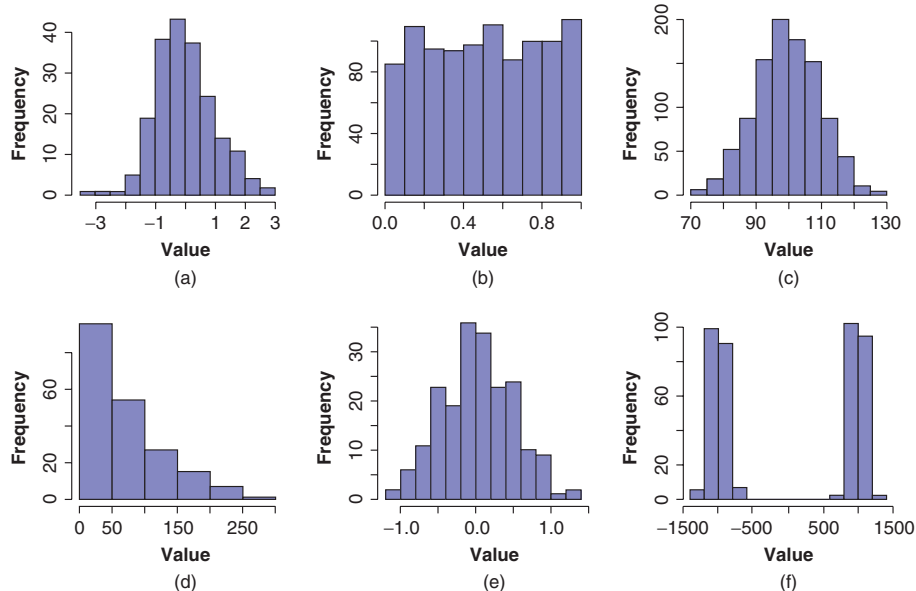 Frequency
0 10 20 30 40
−3 −1 1 2 3
Value
(a)
Frequency
0 40 80
0.0 0.4 0.8
Value
(b)
Frequency
0 50 100 200
70 90 110 130
Value
(c)
Frequency
0 20 60
0 50 150 250
Value
(d)
Frequency
0 10 20 30
−1.0 0.0 1.0
Value
(e)
Frequency
0 20 60 100
−1500 −500 500 1500
Value
(f)